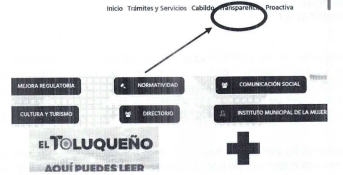 Inicio Trámites y Servicios Cabildo Transparencia Proactiva
MEJORA REGULATORIA
NORMATIVIDAD
COMUNICACIÓN SOCIAL
CULTURA Y TURISMO
DIRECTORIO
INSTITUTO MUNICIPAL DE LA MUJER
EL TOLUQUEÑO
AQUÍ PUEDES LEER